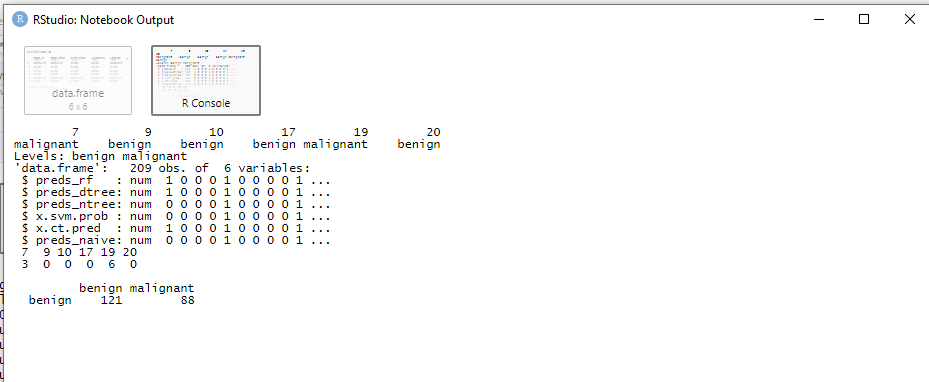 R RStudio: Notebook Output
data.frame
6 x 6
R Console
7 9 10 17 19 20
malignant benign benign benign malignant benign
Levels: benign malignant
'data.frame': 209 obs. of 6 variables:
$ preds_rf : num 1 0 0 0 1 0 0 0 0 1 ...
$ preds_dtree: num 1 0 0 0 1 0 0 0 0 1 ...
$ preds_ntree: num 0 0 0 0 1 0 0 0 0 1 ...
$ x.svm.prob : num 0 0 0 0 1 0 0 0 0 1 ...
$ x.ct.pred : num 1 0 0 0 1 0 0 0 0 1 ...
$ preds_naive: num 0 0 0 0 1 0 0 0 0 1 ...
7 9 10 17 19 20
3 0 0 0 6 0
benign malignant
benign 121 88